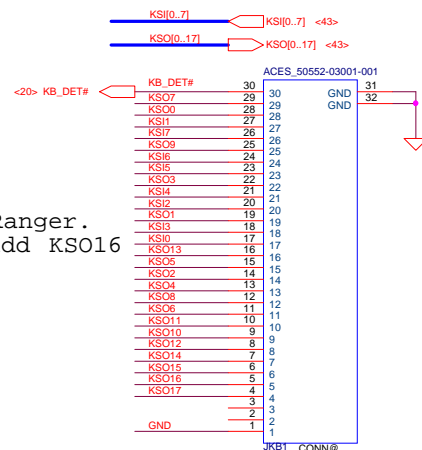 KSI[0..7] KSI[0..7] <43>
KSO[0..17] KSO[0..17] <43>
ACES_50552-03001-001
<20> KB_DET# KB_DET# 30 30 GND 31
KSO7 29 29 GND 32
KSO0 28 28
KSI1 27 27
KSI7 26 26
KSO9 25 25
KSI6 24 24
KSI5 23 23
KSO3 22 22
KSI4 21 21
KSI2 20 20
KSO1 19 19
KSI3 18 18
KSI0 17 17
KSO13 16 16
KSO5 15 15
KSO2 14 14
KSO4 13 13
KSO8 12 12
KSO6 11 11
KSO11 10 10
KSO10 9 9
KSO12 8 8
KSO14 7 7
KSO15 6 6
KSO16 5 5
KSO17 4 4
3 3
2 2
GND 1 1
JKB1 CONN@
Ranger.
dd KSO16